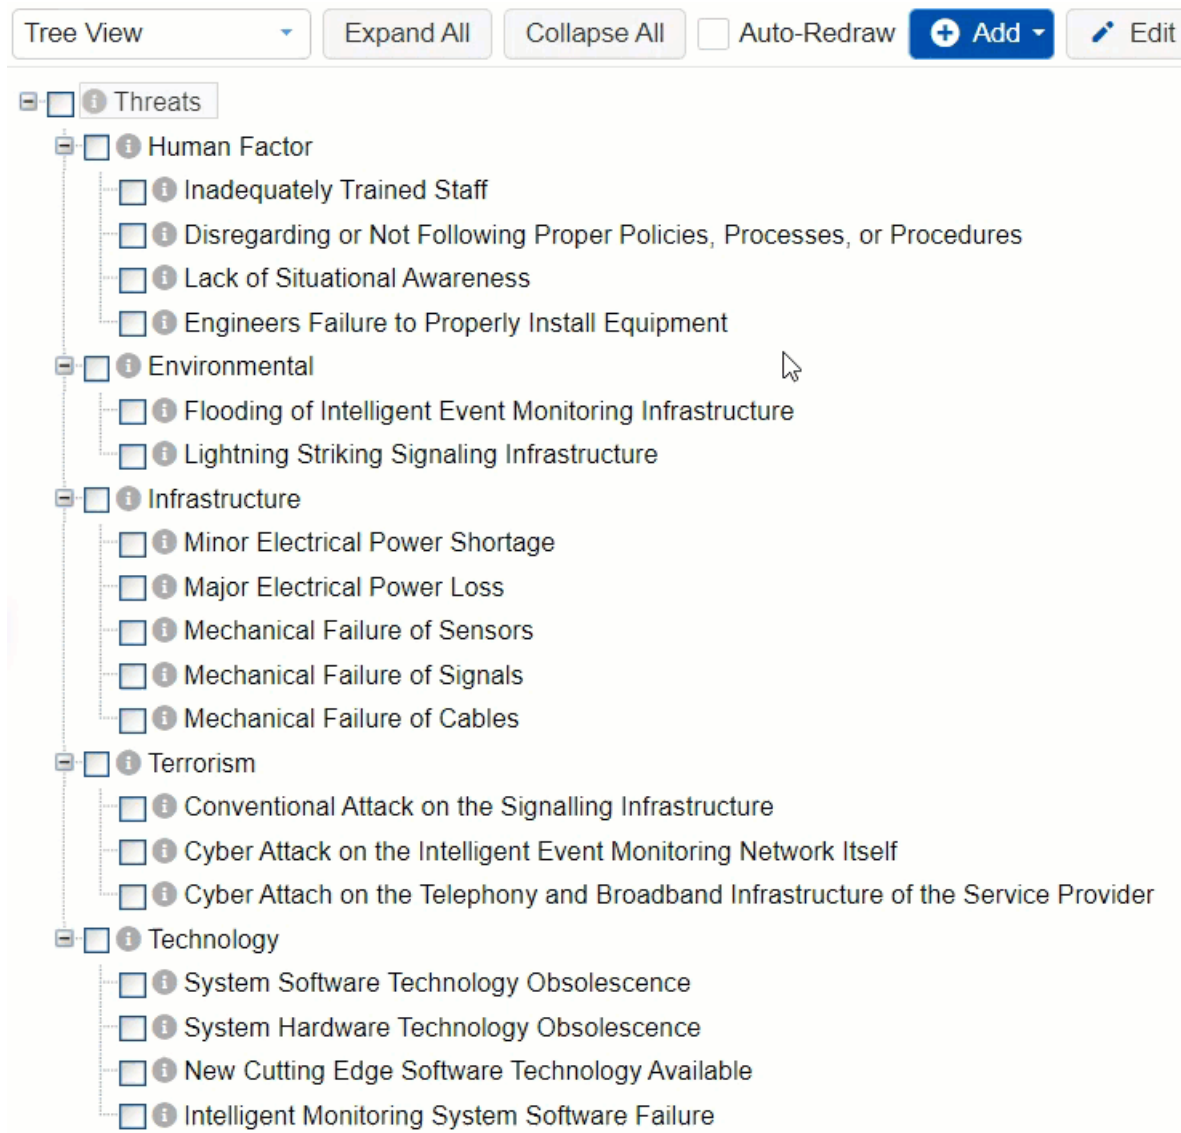 Tree View Expand All Collapse All Auto-Redraw Add Edit
Threats
Human Factor
Inadequately Trained Staff
Disregarding or Not Following Proper Policies, Processes, or Procedures
Lack of Situational Awareness
Engineers Failure to Properly Install Equipment
Environmental
Flooding of Intelligent Event Monitoring Infrastructure
Lightning Striking Signaling Infrastructure
Infrastructure
Minor Electrical Power Shortage
Major Electrical Power Loss
Mechanical Failure of Sensors
Mechanical Failure of Signals
Mechanical Failure of Cables
Terrorism
Conventional Attack on the Signalling Infrastructure
Cyber Attack on the Intelligent Event Monitoring Network Itself
Cyber Attach on the Telephony and Broadband Infrastructure of the Service Provider
Technology
System Software Technology Obsolescence
System Hardware Technology Obsolescence
New Cutting Edge Software Technology Available
Intelligent Monitoring System Software Failure